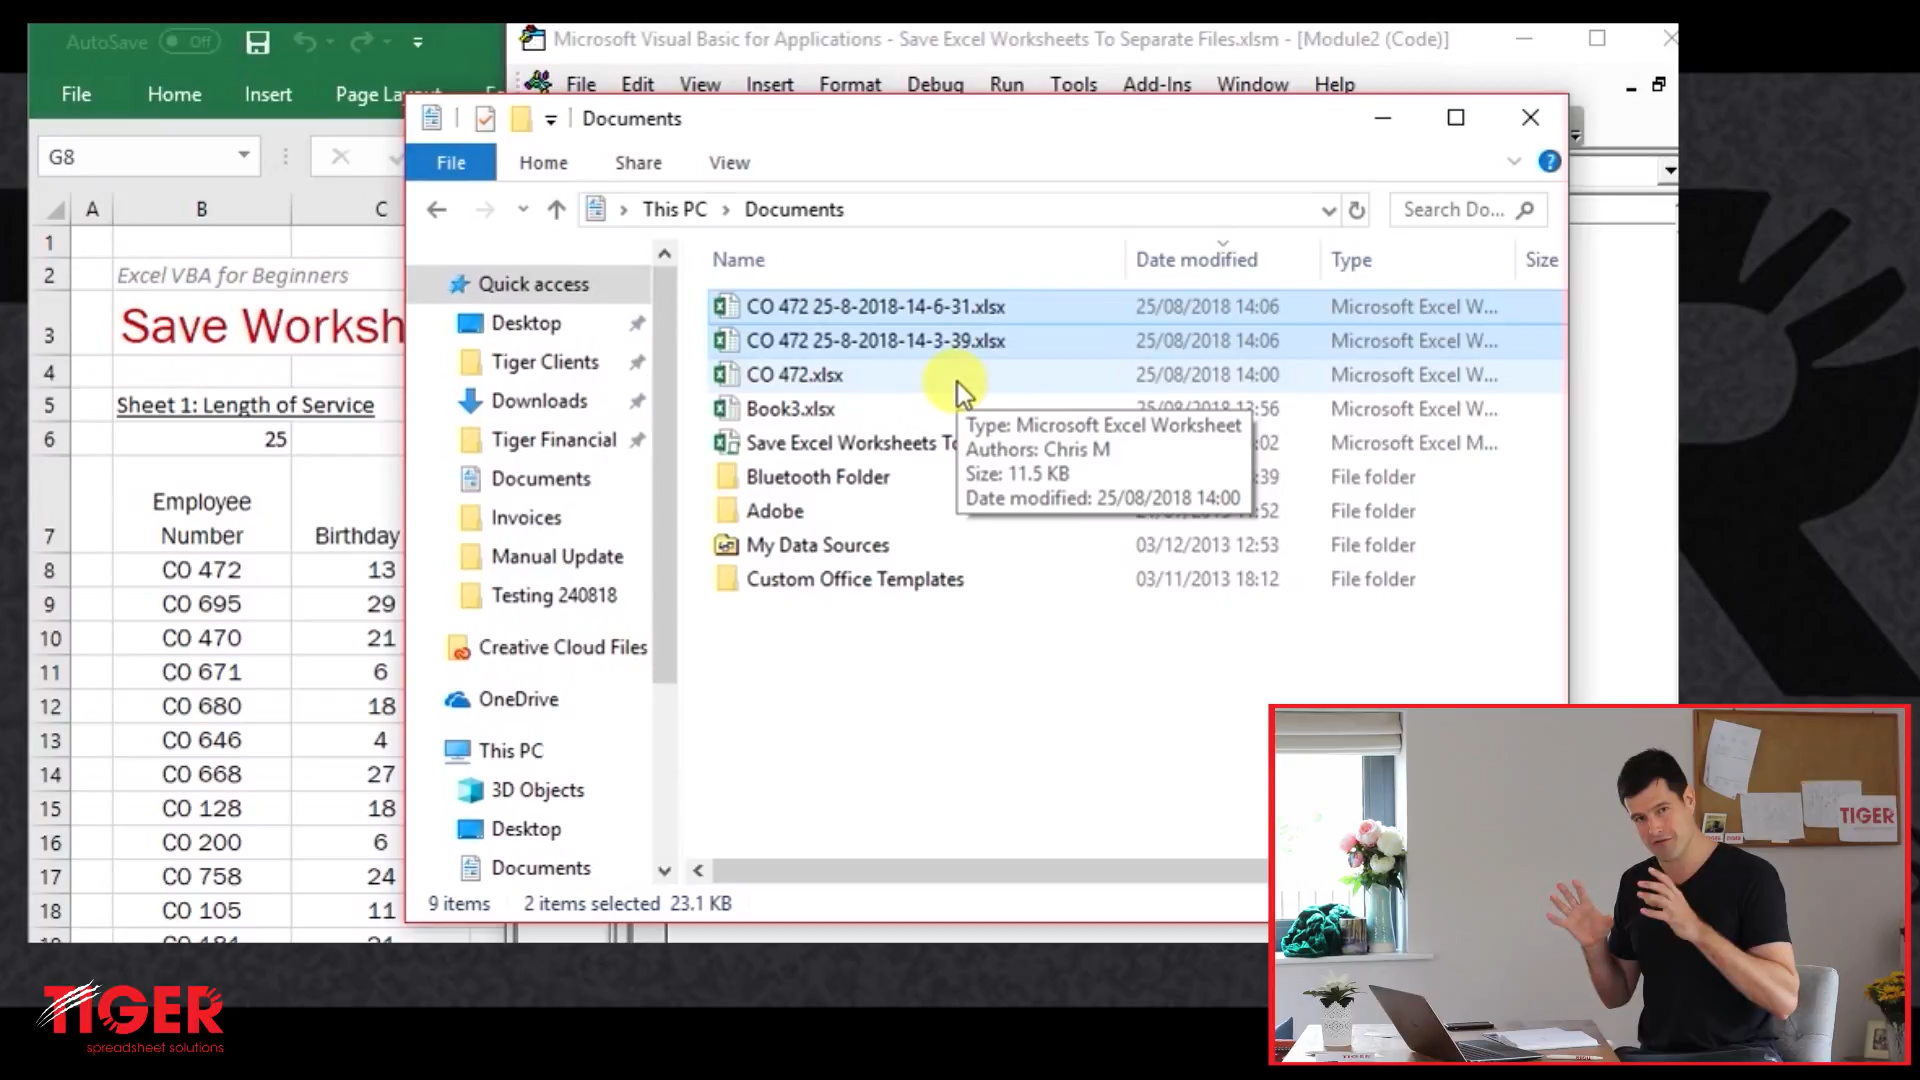 AutoSave Off
Microsoft Visual Basic for Applications - Save Excel Worksheets To Separate Files.xlsm - [Module2 (Code)]
File Home Insert Page Layout
File Edit View Insert Format Debug Run Tools Add-Ins Window Help
Documents
G8
File Home Share View
This PC Documents
Search Do...
A B C
Name Date modified Type Size
1
2 Excel VBA for Beginners
3 Save Worksh
4
5 Sheet 1: Length of Service
6 25
Employee
7 Number Birthday
8 CO 472 13
9 CO 695 29
10 CO 470 21
11 CO 671 6
12 CO 680 18
13 CO 646 4
14 CO 668 27
15 CO 128 18
16 CO 200 6
17 CO 758 24
18 CO 105 11
Quick access
Desktop
Tiger Clients
Downloads
Tiger Financial
Documents
Invoices
Manual Update
Testing 240818
Creative Cloud Files
OneDrive
This PC
3D Objects
Desktop
Documents
CO 472 25-8-2018-14-6-31.xlsx 25/08/2018 14:06 Microsoft Excel W...
CO 472 25-8-2018-14-3-39.xlsx 25/08/2018 14:06 Microsoft Excel W...
CO 472.xlsx 25/08/2018 14:00 Microsoft Excel W...
Book3.xlsx 25/08/2018 13:56 Microsoft Excel W...
Save Excel Worksheets To :02 Microsoft Excel M...
Bluetooth Folder :39 File folder
Adobe :52 File folder
My Data Sources 03/12/2013 12:53 File folder
Custom Office Templates 03/11/2013 18:12 File folder
Type: Microsoft Excel Worksheet
Authors: Chris M
Size: 11.5 KB
Date modified: 25/08/2018 14:00
9 items 2 items selected 23.1 KB
TIGER
TIGER
spreadsheet solutions
R